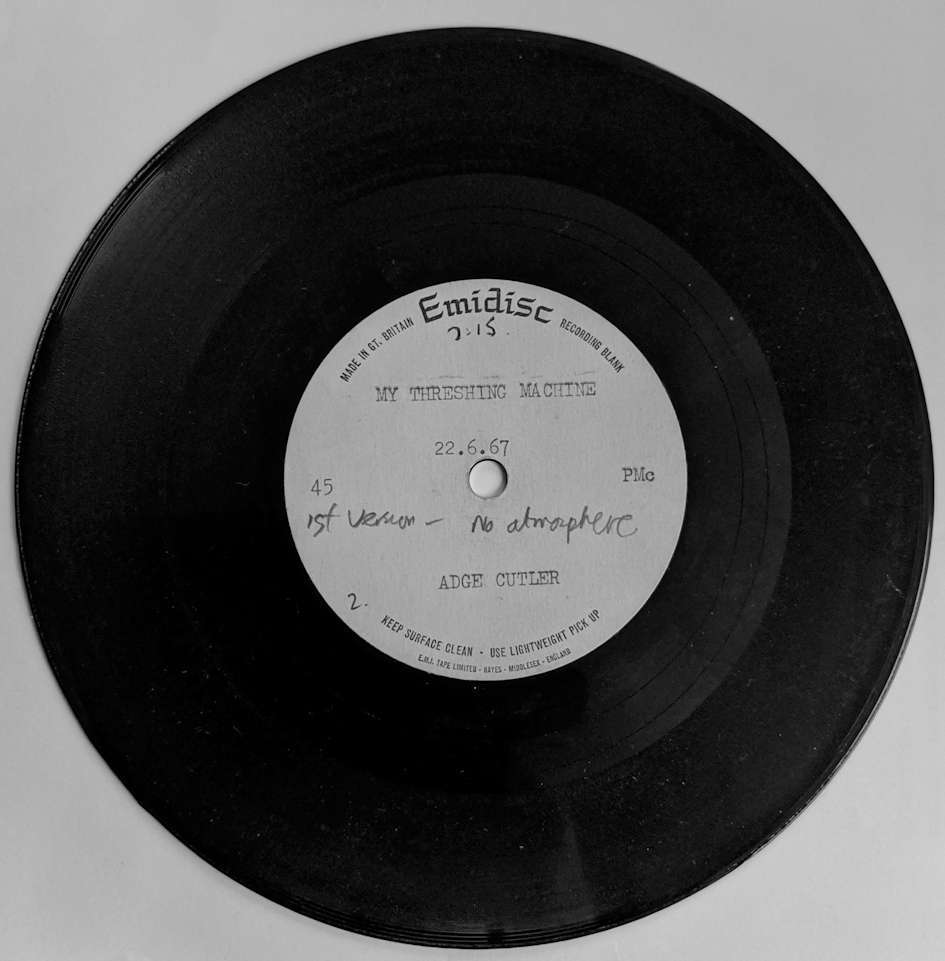 Emidisc
MADE IN GT. BRITAIN
RECORDING BLANK
2.15.
MY THRESHING MACHINE
22.6.67
45
PMc
1st Version – No atmosphere
ADGE CUTLER
2.
KEEP SURFACE CLEAN · USE LIGHTWEIGHT PICK UP
E.M.I. TAPE LIMITED · HAYES · MIDDLESEX · ENGLAND